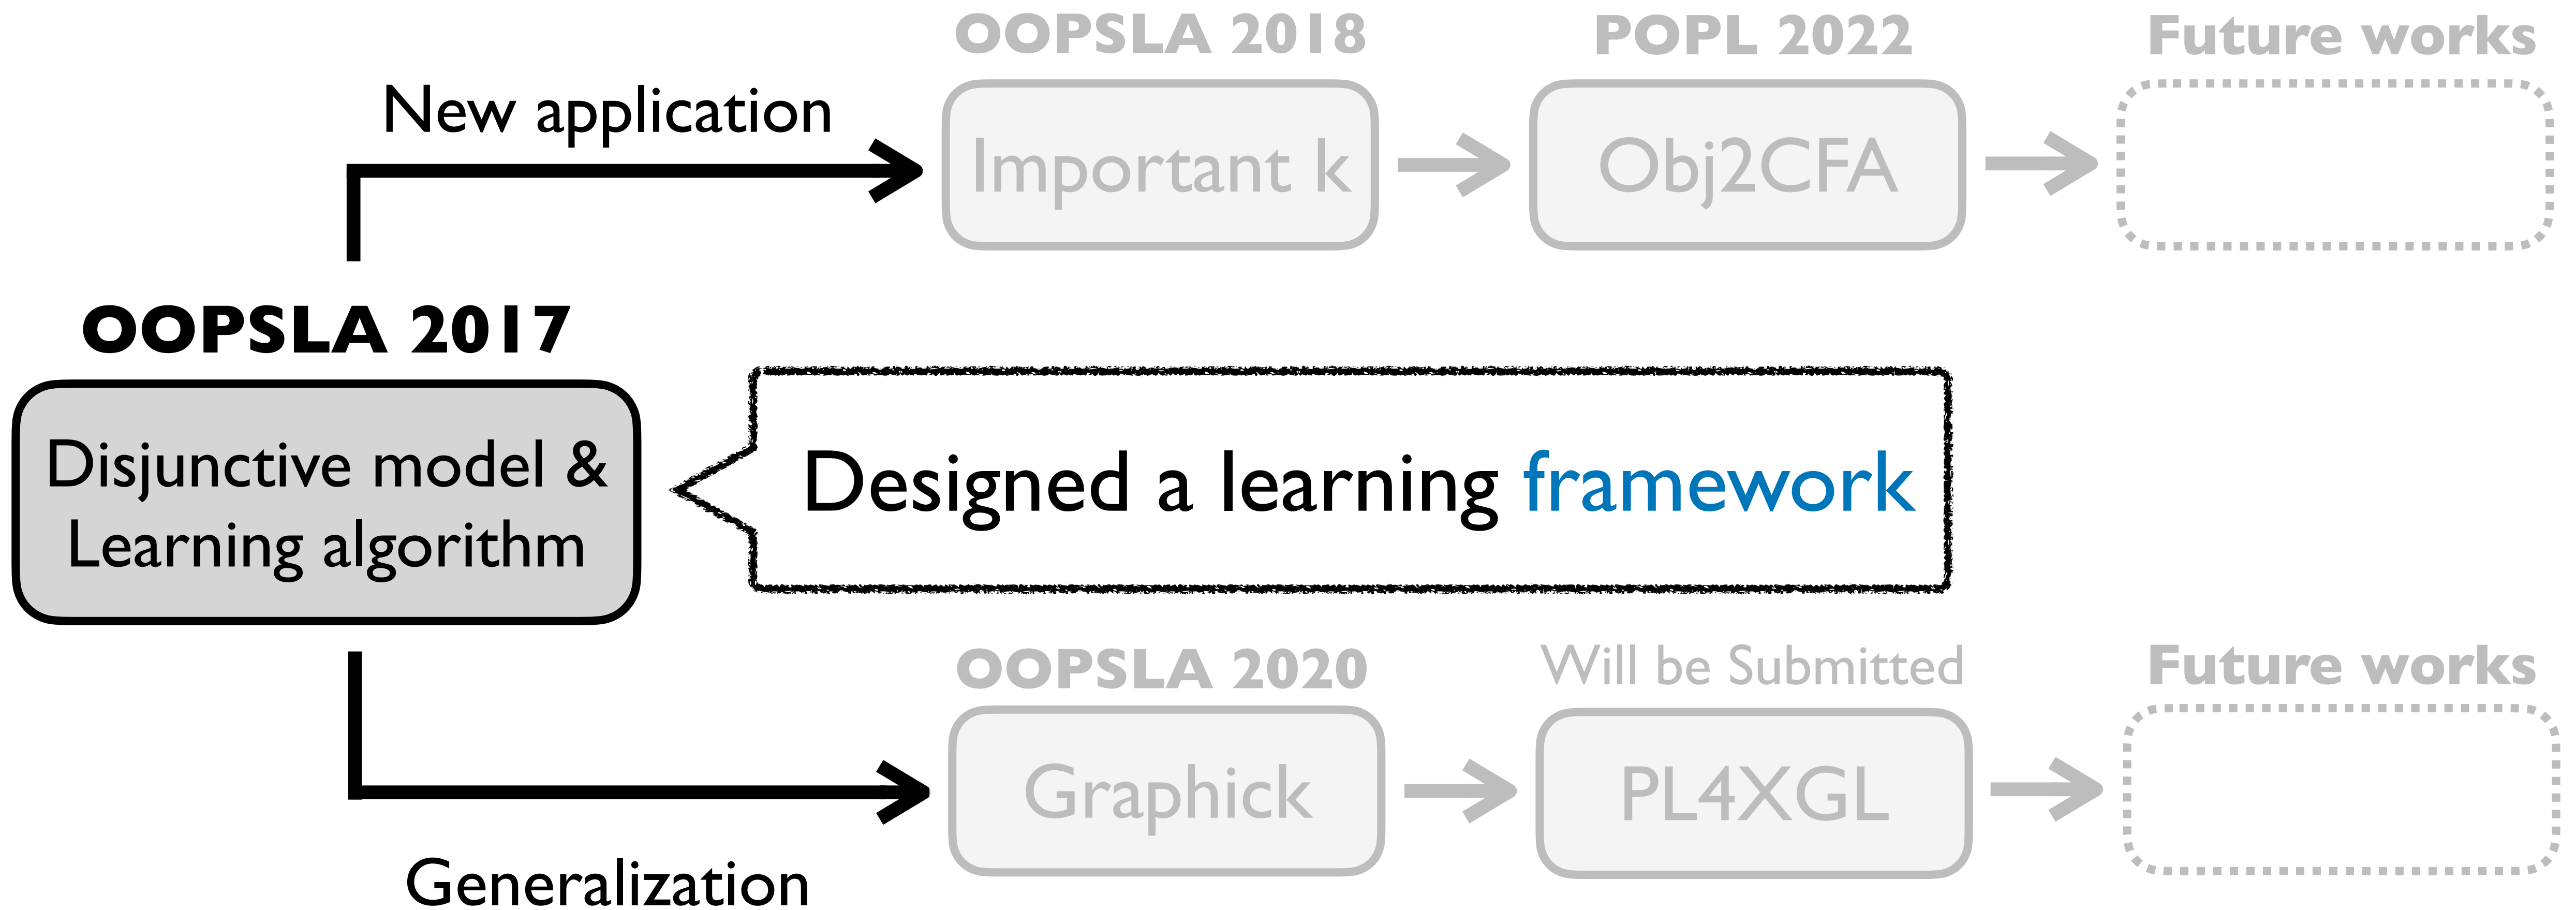 OOPSLA 2018
POPL 2022
Future works
New application
Important k
Obj2CFA
OOPSLA 2017
Disjunctive model &
Learning algorithm
Designed a learning framework
OOPSLA 2020
Will be Submitted
Future works
Graphick
PL4XGL
Generalization